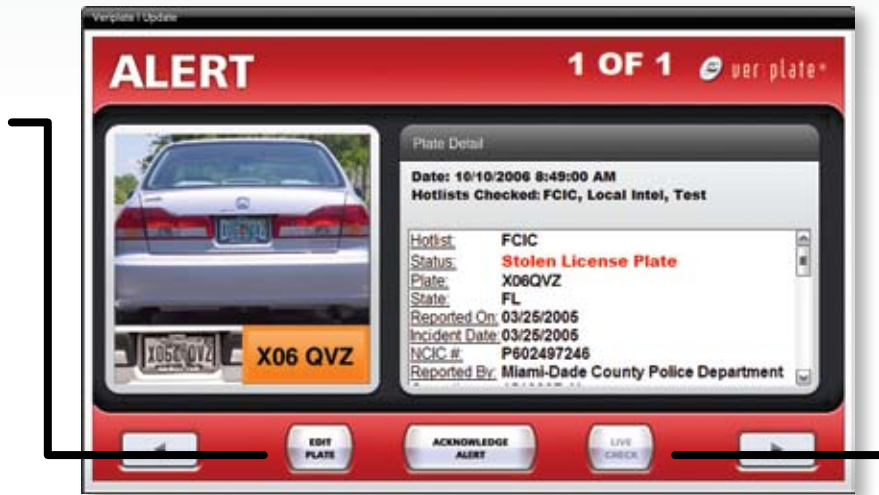 Veriplate | Update
ALERT
1 OF 1
ver plate
Plate Detail
Date: 10/10/2006 8:49:00 AM
Hotlists Checked: FCIC, Local Intel, Test
Hotlist: FCIC
Status: Stolen License Plate
Plate: X06QVZ
State: FL
Reported On: 03/25/2005
Incident Date: 03/25/2005
NCIC #: P602497246
Reported By: Miami-Dade County Police Department
X06 QVZ
X06 QVZ
EDIT
PLATE
ACKNOWLEDGE
ALERT
LIVE
CHECK